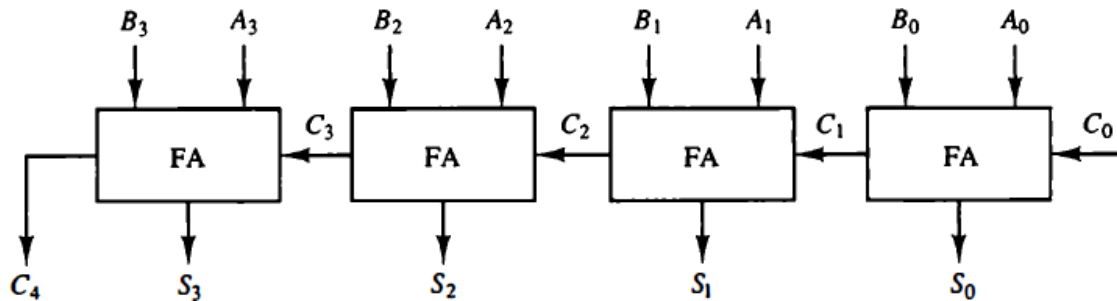 B₃ A₃ B₂ A₂ B₁ A₁ B₀ A₀
C₃ C₂ C₁ C₀
FA FA FA FA
C₄ S₃ S₂ S₁ S₀